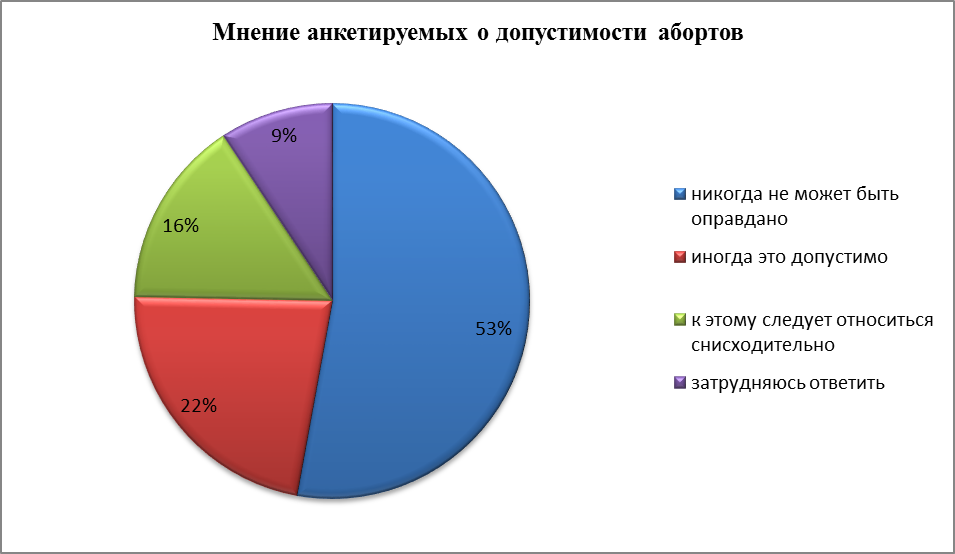 Мнение анкетируемых о допустимости абортов
9%
16%
53%
22%
никогда не может быть
оправдано
иногда это допустимо
к этому следует относиться
снисходительно
затрудняюсь ответить